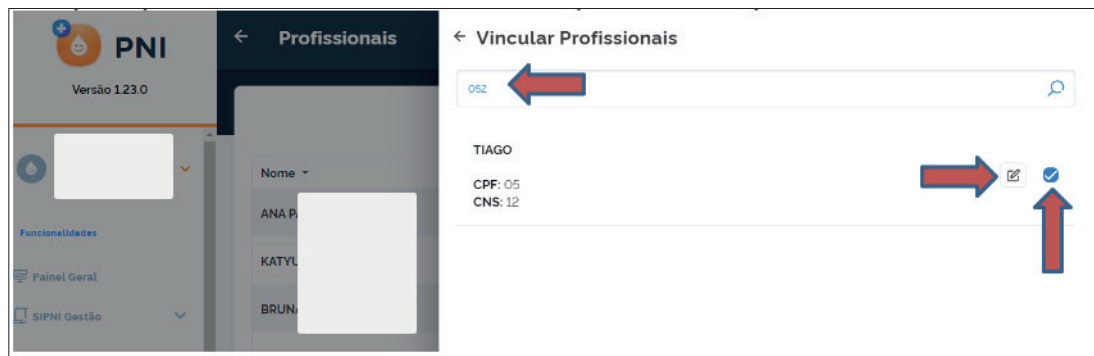 PNI
Versão 1.23.0
Funcionalidades
Painel Geral
SIPNI Gestão
Profissionais
Nome
ANA
KATYU
BRUNA
Vincular Profissionais
052
TIAGO
CPF: 05
CNS: 12